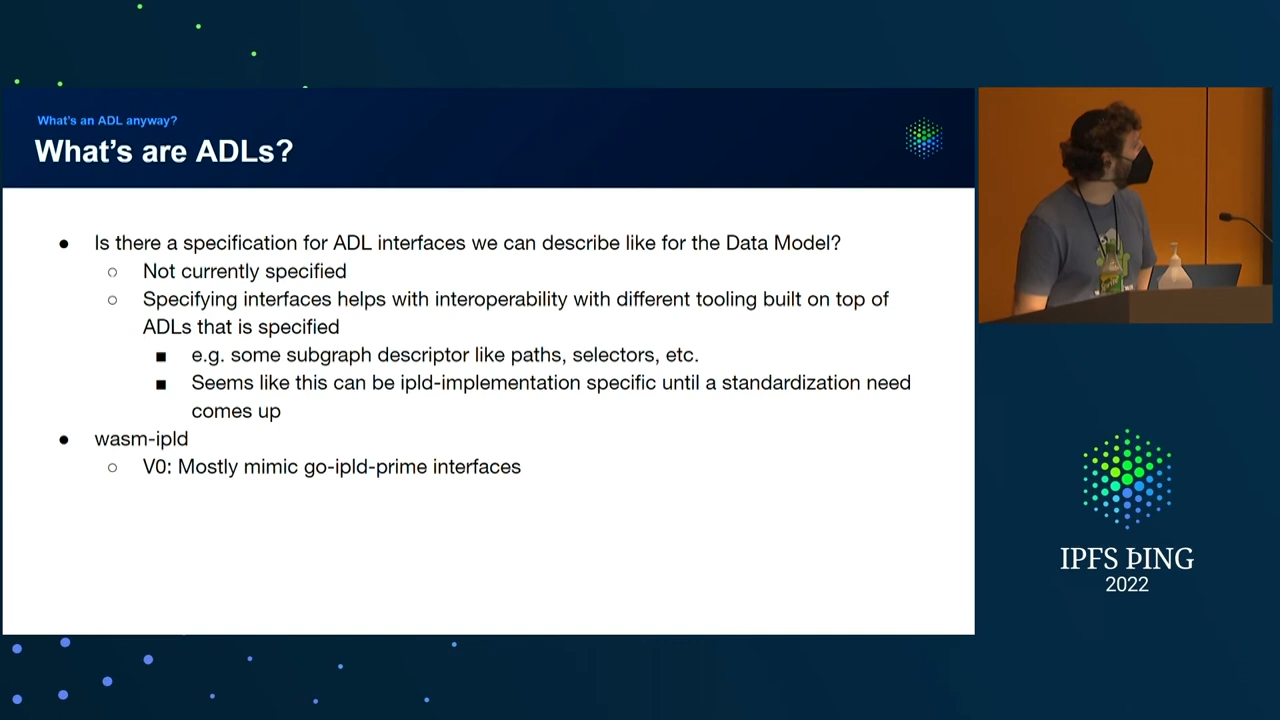 What's an ADL anyway?
What's are ADLs?
● Is there a specification for ADL interfaces we can describe like for the Data Model?
○ Not currently specified
○ Specifying interfaces helps with interoperability with different tooling built on top of
ADLs that is specified
■ e.g. some subgraph descriptor like paths, selectors, etc.
■ Seems like this can be ipld-implementation specific until a standardization need
comes up
● wasm-ipld
○ V0: Mostly mimic go-ipld-prime interfaces
IPFS ÞING
2022